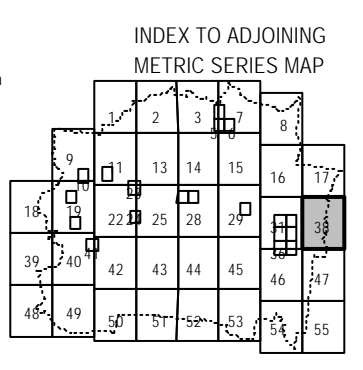 INDEX TO ADJOINING
METRIC SERIES MAP
1 2 3 5 6 7 8
9 10 11 13 14 15 16 17
18 19 22 25 28 29 31 38
39 40 41 42 43 44 45 46 47
48 49 50 51 52 53 54 55